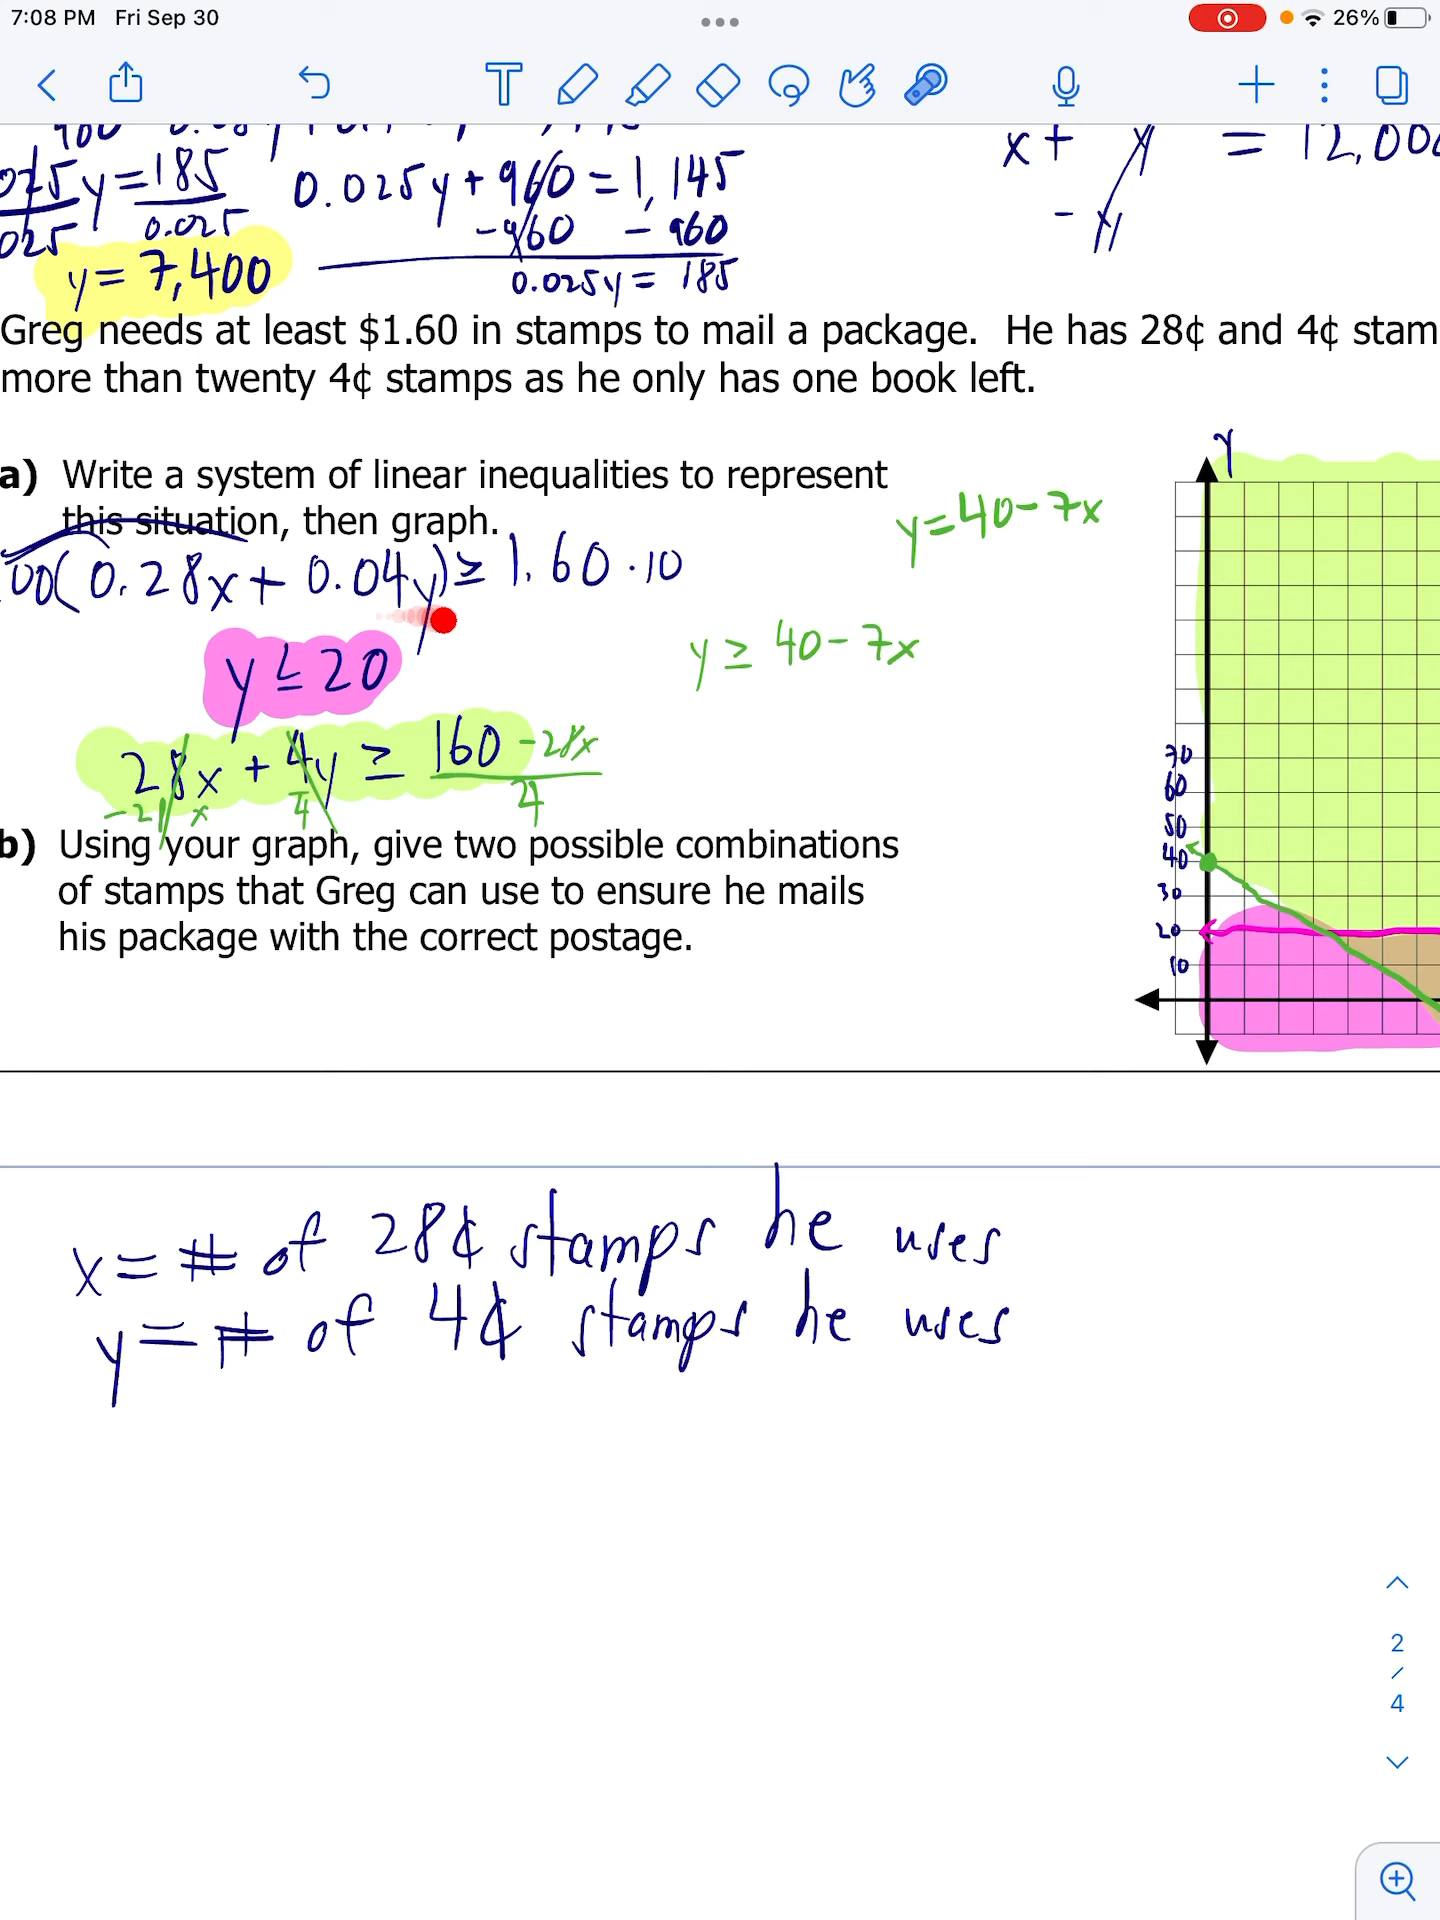 7:08 PM Fri Sep 30
26%
x + y = 12,00
025y = 185
0.025y + 960 = 1,145
025 0.025
-960 - 960
- y
y = 7,400
0.025y = 185
Greg needs at least $1.60 in stamps to mail a package. He has 28¢ and 4¢ stam
more than twenty 4¢ stamps as he only has one book left.
a) Write a system of linear inequalities to represent
this situation, then graph.
y = 40 - 7x
00(0.28x + 0.04y) ≥ 1.60 · 10
y ≥ 40 - 7x
y ≤ 20
28x + 4y ≥ 160 - 28x
-28x 4 4
b) Using your graph, give two possible combinations
of stamps that Greg can use to ensure he mails
his package with the correct postage.
y
70
60
50
40
30
20
10
x = # of 28¢ stamps he uses
y = # of 4¢ stamps he uses
2
/
4